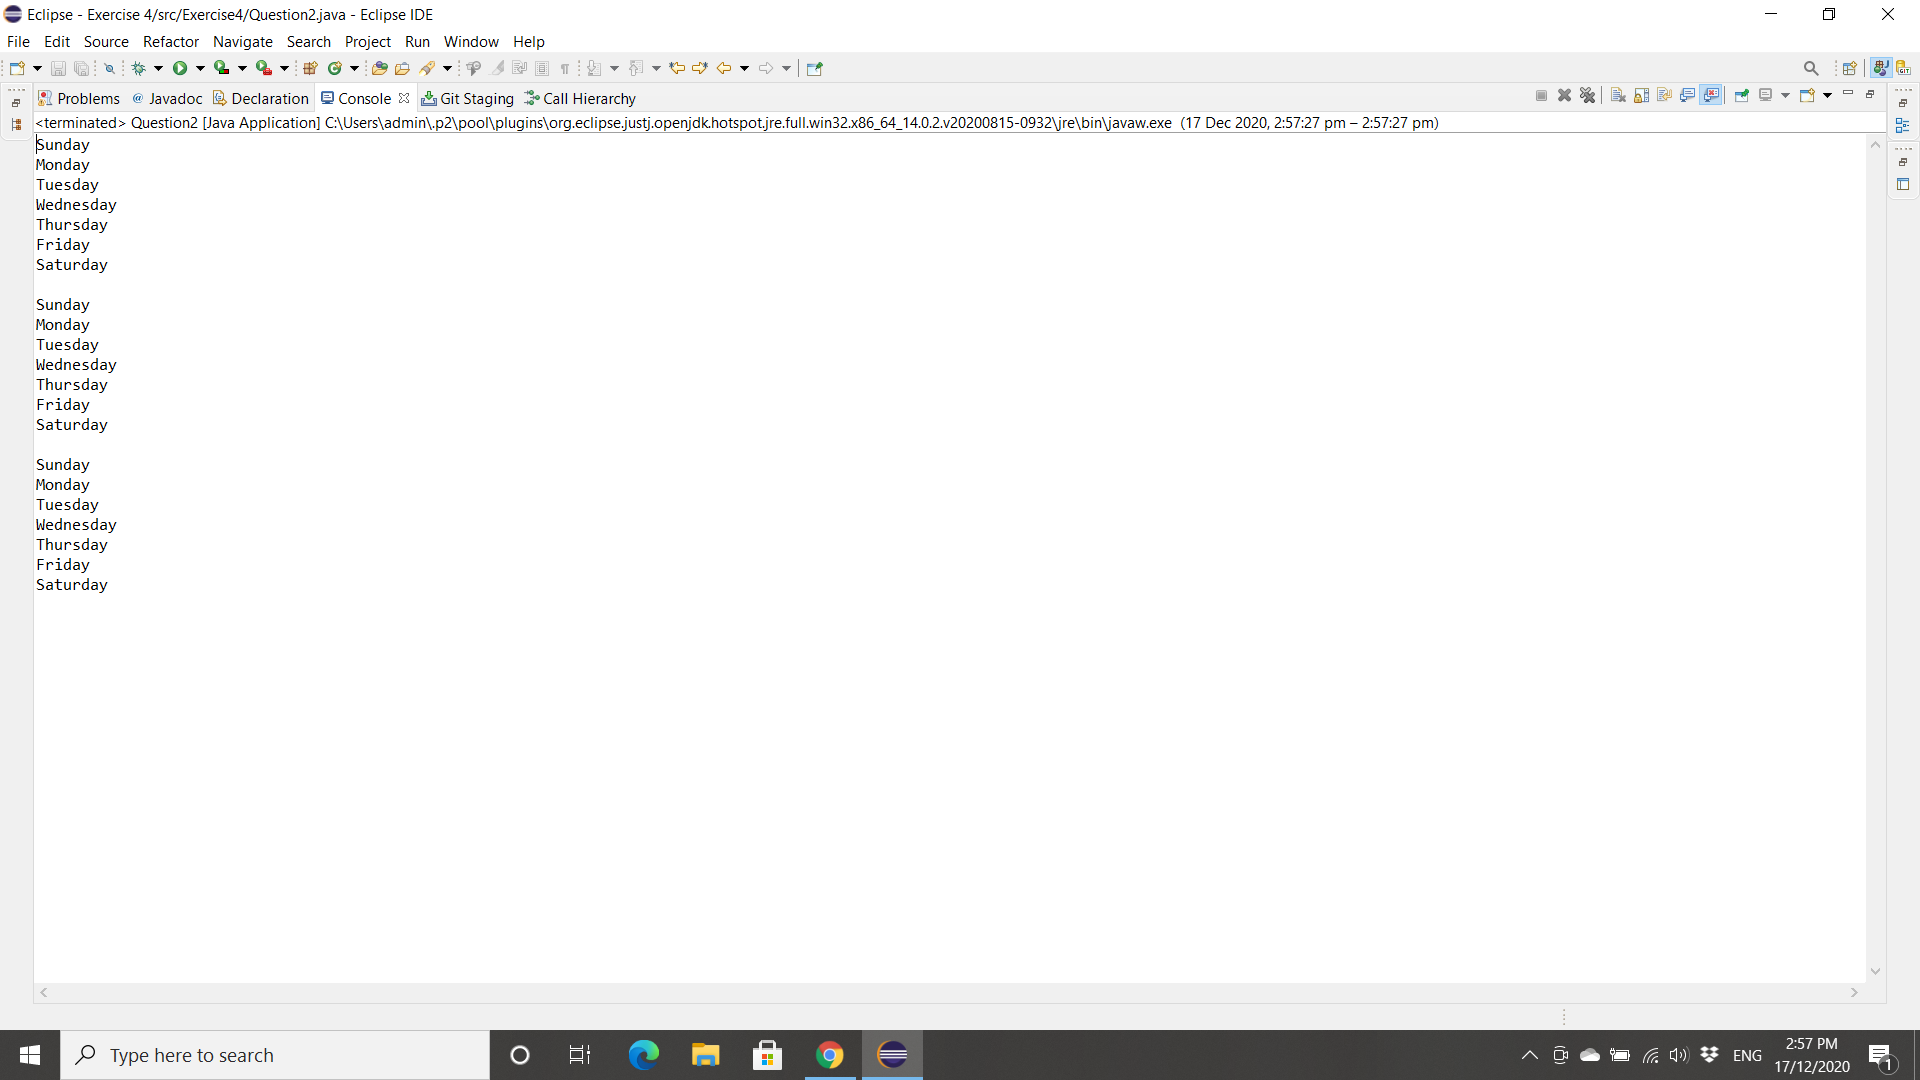 Eclipse - Exercise 4/src/Exercise4/Question2.java - Eclipse IDE
File Edit Source Refactor Navigate Search Project Run Window Help
Problems @ Javadoc Declaration Console Git Staging Call Hierarchy
<terminated> Question2 [Java Application] C:\Users\admin\.p2\pool\plugins\org.eclipse.justj.openjdk.hotspot.jre.full.win32.x86_64_14.0.2.v20200815-0932\jre\bin\javaw.exe (17 Dec 2020, 2:57:27 pm – 2:57:27 pm)
Sunday
Monday
Tuesday
Wednesday
Thursday
Friday
Saturday
Sunday
Monday
Tuesday
Wednesday
Thursday
Friday
Saturday
Sunday
Monday
Tuesday
Wednesday
Thursday
Friday
Saturday
Type here to search
ENG
2:57 PM
17/12/2020
1